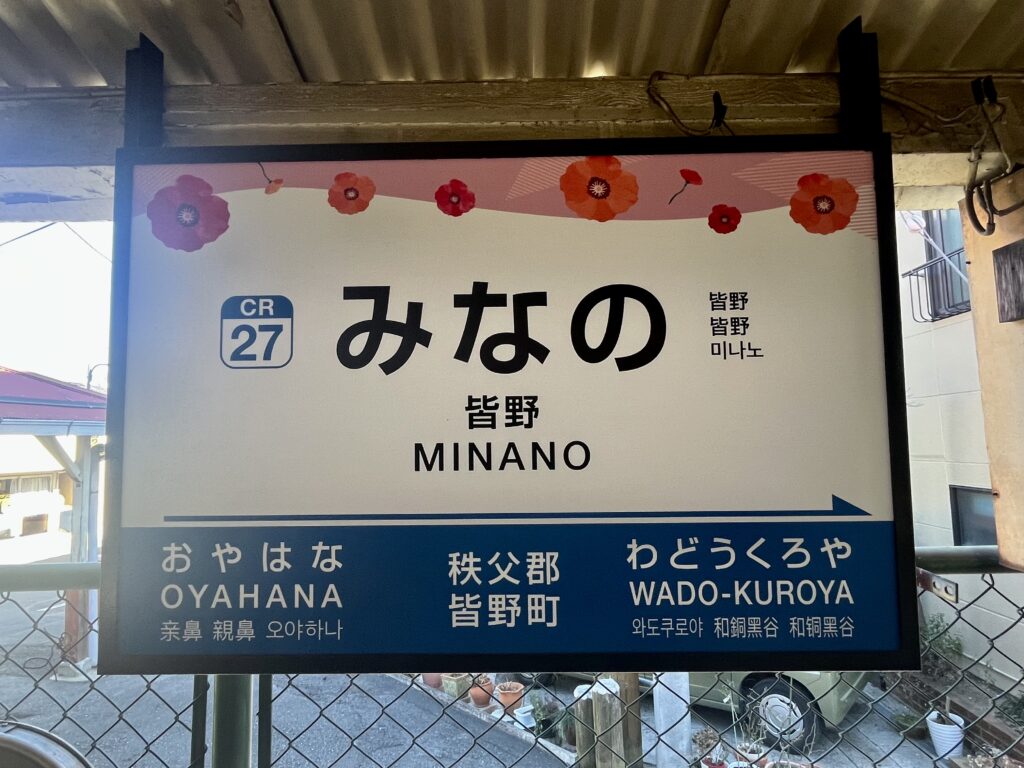 CR
27
みなの
皆野
皆野
미나노
皆野
MINANO
おやはな
OYAHANA
亲鼻 親鼻 오야하나
秩父郡
皆野町
わどうくろや
WADO-KUROYA
와도쿠로야 和銅黑谷 和铜黑谷